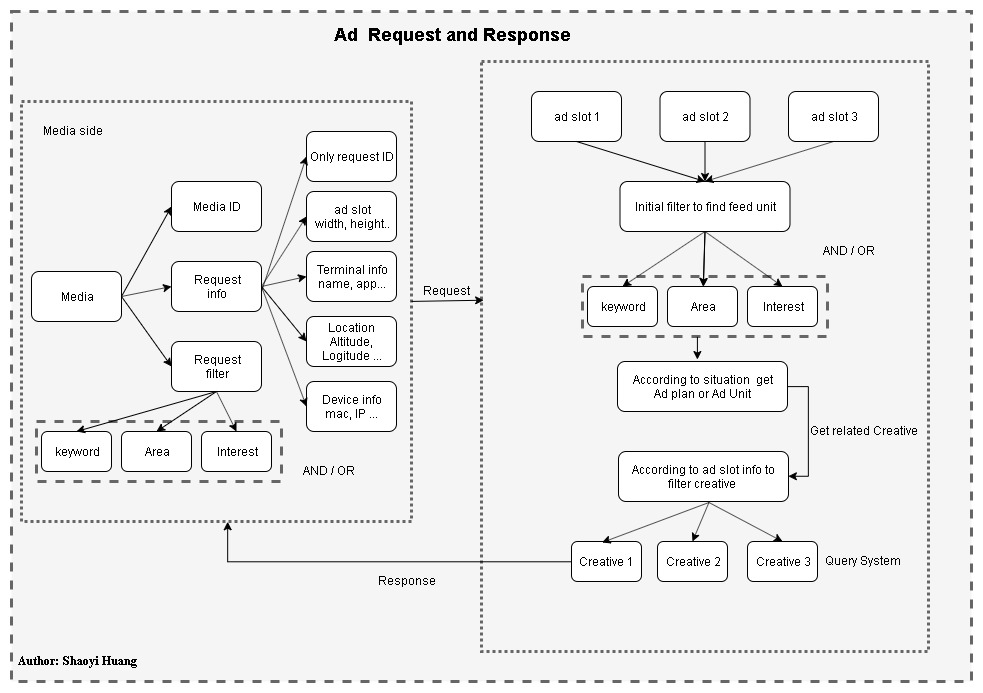 Ad Request and Response
Media side
Media
Media ID
Request
info
Request
filter
Only request ID
ad slot
width, height..
Terminal info
name, app...
Location
Altitude,
Logitude ...
Device info
mac, IP ...
keyword
Area
Interest
AND / OR
Request
ad slot 1
ad slot 2
ad slot 3
Initial filter to find feed unit
AND / OR
keyword
Area
Interest
According to situation get
Ad plan or Ad Unit
Get related Creative
According to ad slot info to
filter creative
Creative 1
Creative 2
Creative 3
Query System
Response
Author: Shaoyi Huang